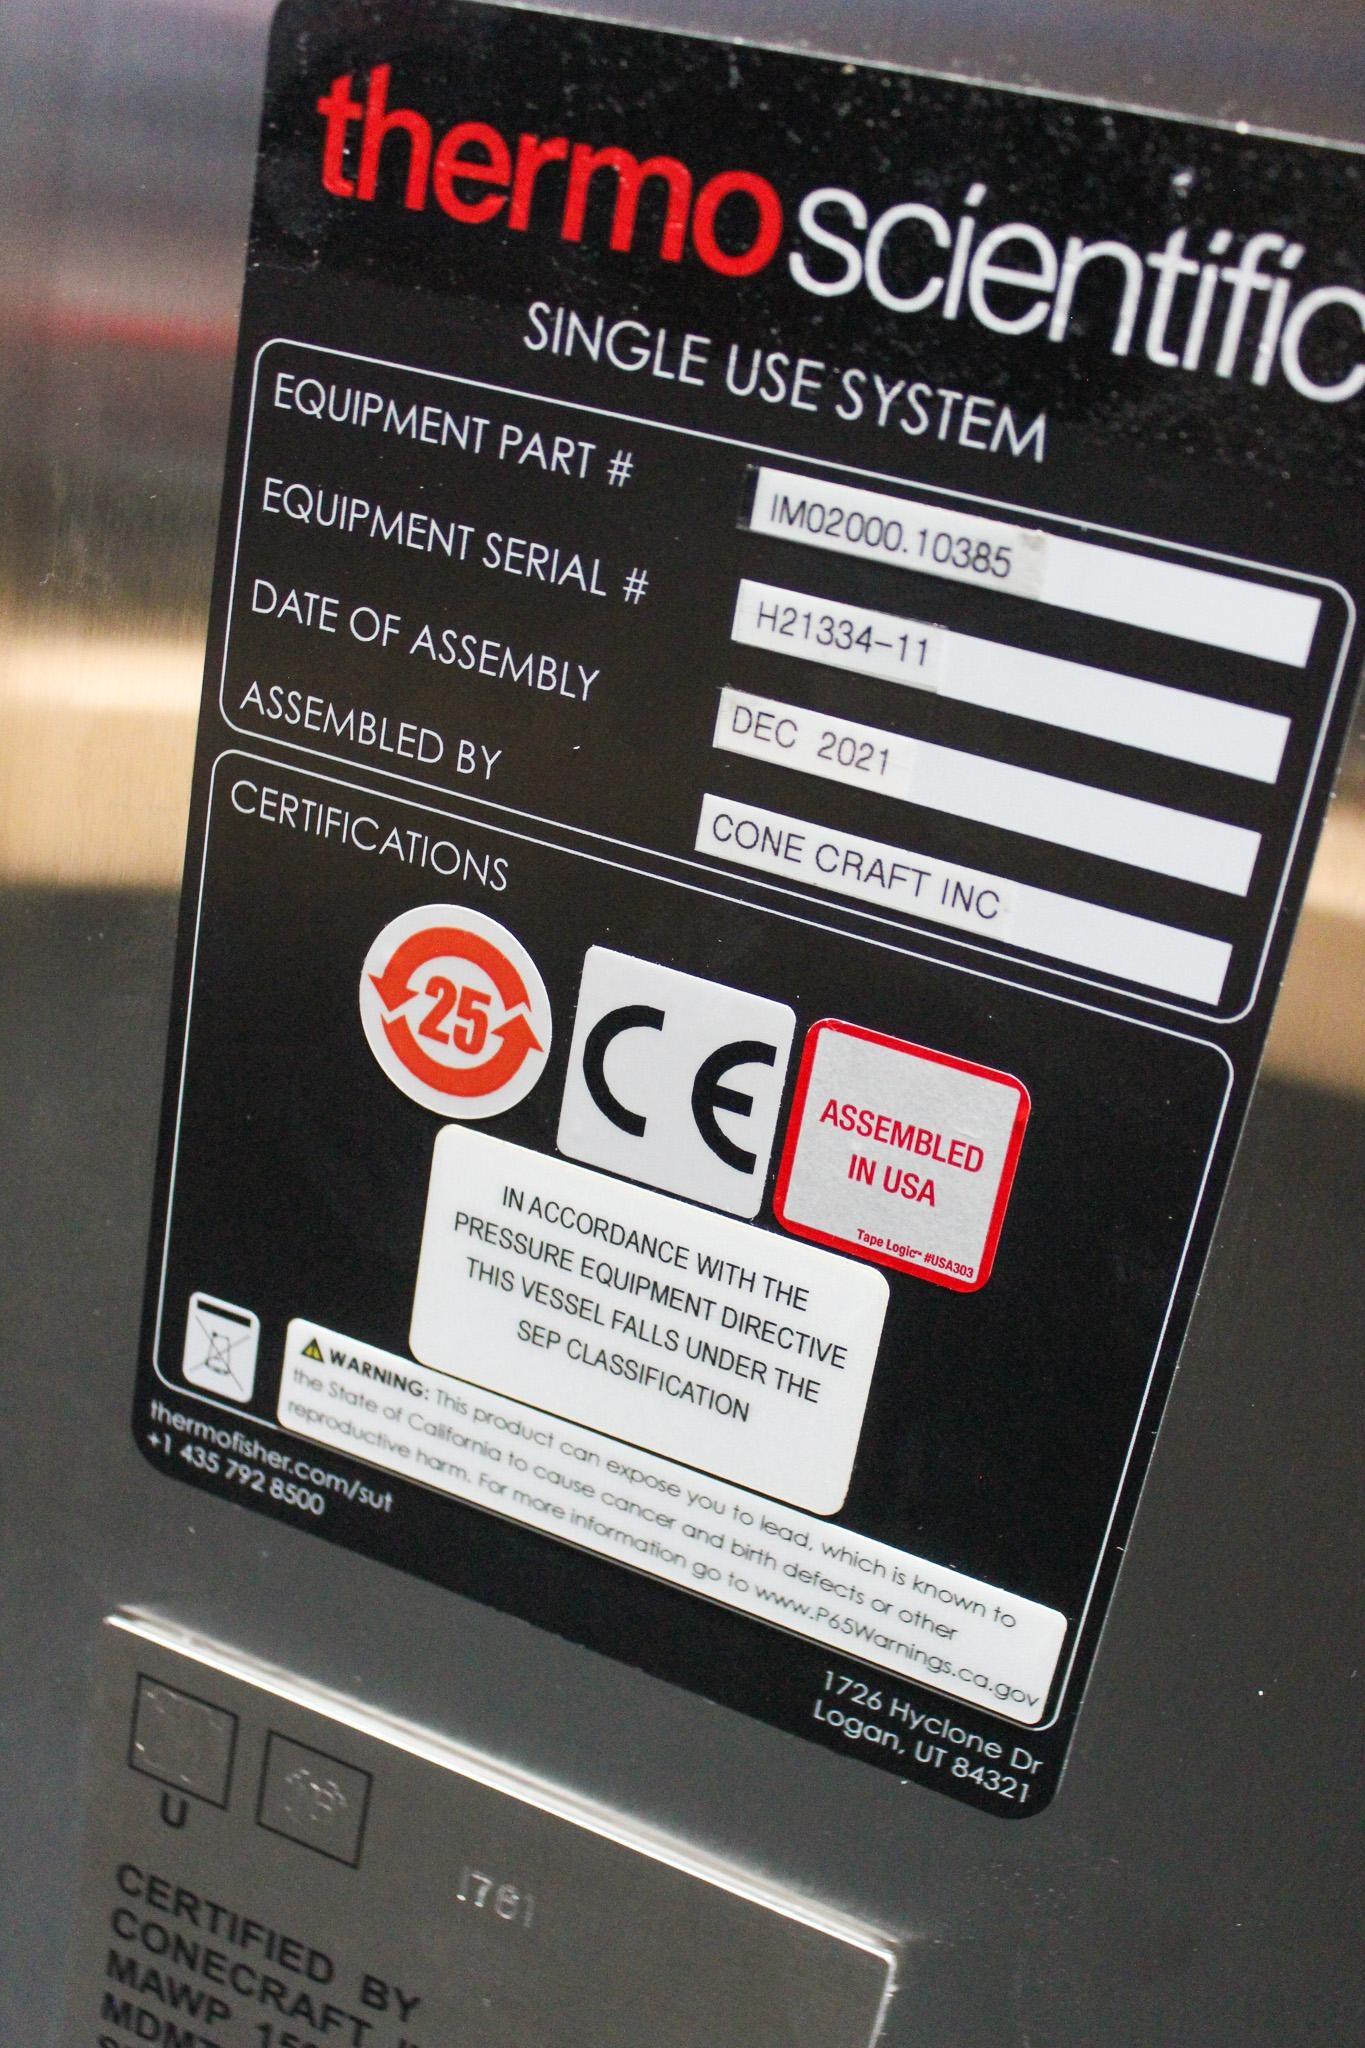 thermoscientific
SINGLE USE SYSTEM
EQUIPMENT PART # IM02000.10385
EQUIPMENT SERIAL # H21334-11
DATE OF ASSEMBLY DEC 2021
ASSEMBLED BY CONE CRAFT INC
CERTIFICATIONS
25
CE
ASSEMBLED
IN USA
Tape Logic™ #USA303
IN ACCORDANCE WITH THE
PRESSURE EQUIPMENT DIRECTIVE
THIS VESSEL FALLS UNDER THE
SEP CLASSIFICATION
WARNING: This product can expose you to lead, which is known to
the State of California to cause cancer and birth defects or other
reproductive harm. For more information go to www.P65Warnings.ca.gov
thermofisher.com/sut
+1 435 792 8500
1726 Hyclone Dr
Logan, UT 84321
U
1761
CERTIFIED BY
CONECRAFT
MAWP